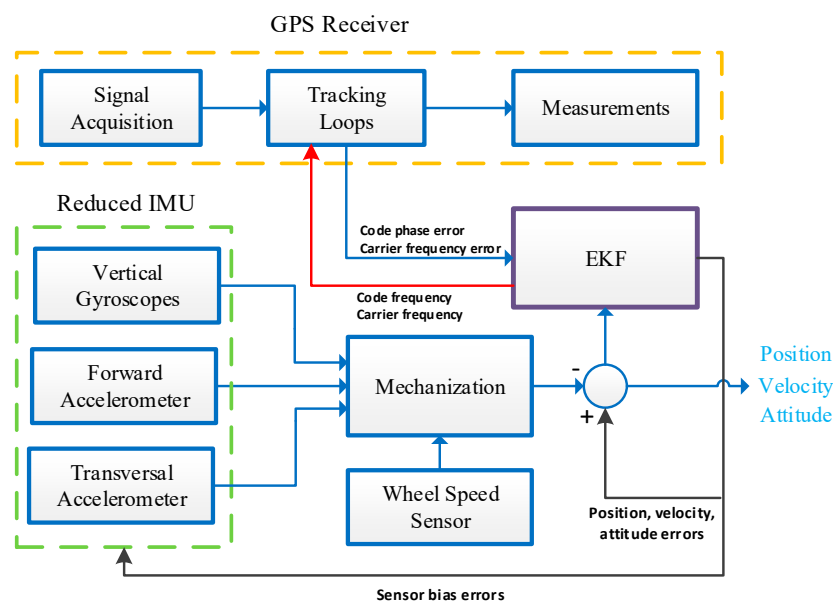 GPS Receiver
Signal
Acquisition
Tracking
Loops
Measurements
Reduced IMU
Code phase error
Carrier frequency error
EKF
Vertical
Gyroscopes
Code frequency
Carrier frequency
Forward
Accelerometer
Mechanization
-
+
Position
Velocity
Attitude
Transversal
Accelerometer
Wheel Speed
Sensor
Position, velocity,
attitude errors
Sensor bias errors